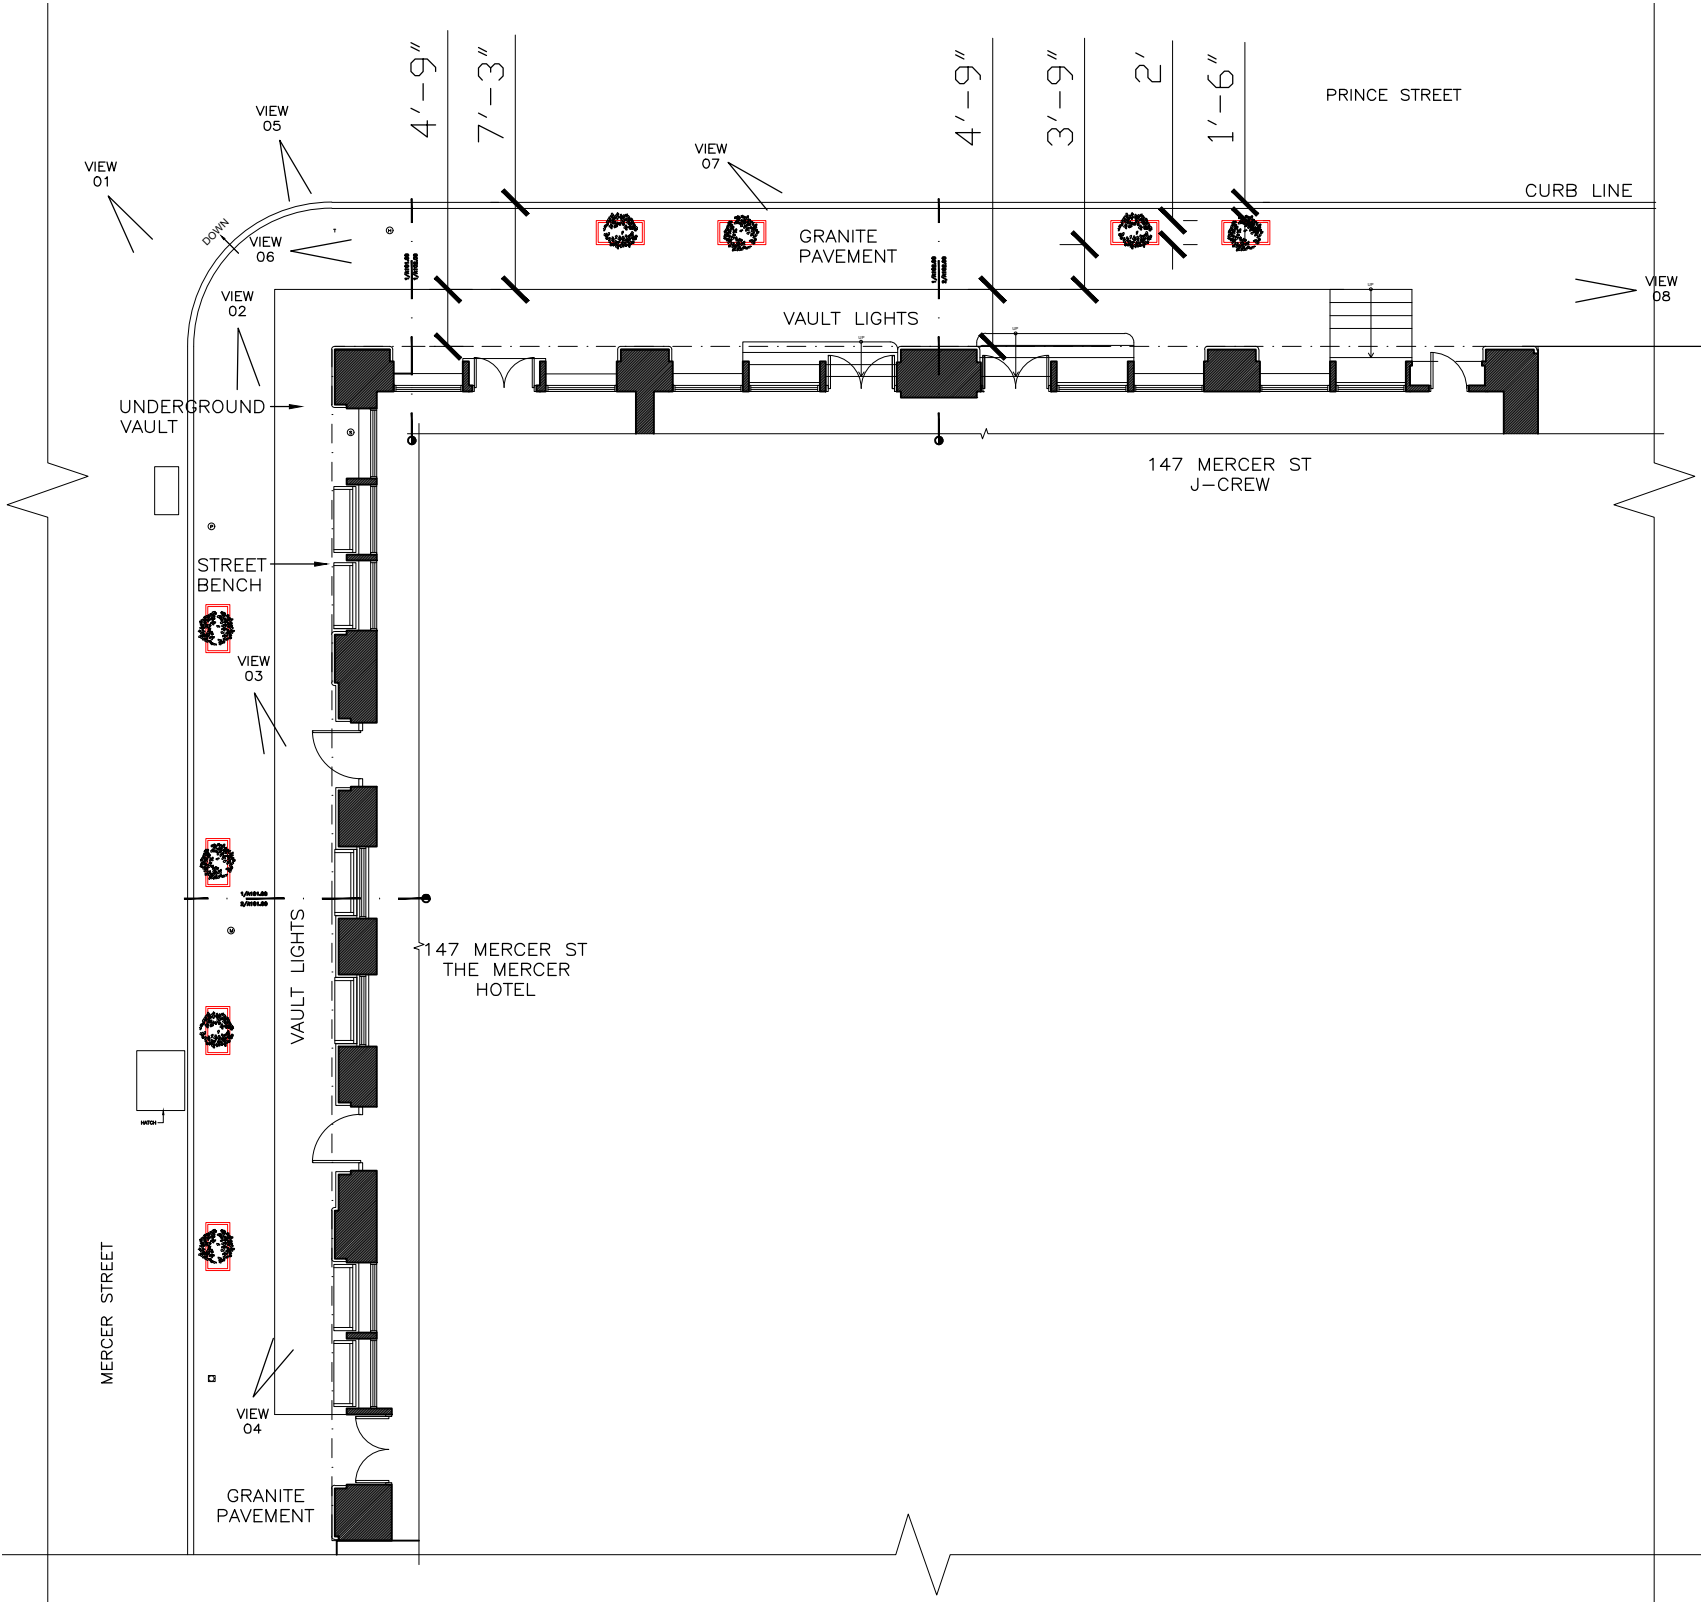 4'-9"
7'-3"
4'-9"
3'-9"
2'
1'-6"
PRINCE STREET
VIEW
05
VIEW
01
VIEW
07
CURB LINE
DOWN
VIEW
06
GRANITE
PAVEMENT
VIEW
02
VIEW
08
UP
VAULT LIGHTS
UP
UP
UNDERGROUND
VAULT
147 MERCER ST
J-CREW
STREET
BENCH
VIEW
03
VAULT LIGHTS
147 MERCER ST
THE MERCER
HOTEL
HATCH
MERCER STREET
VIEW
04
GRANITE
PAVEMENT